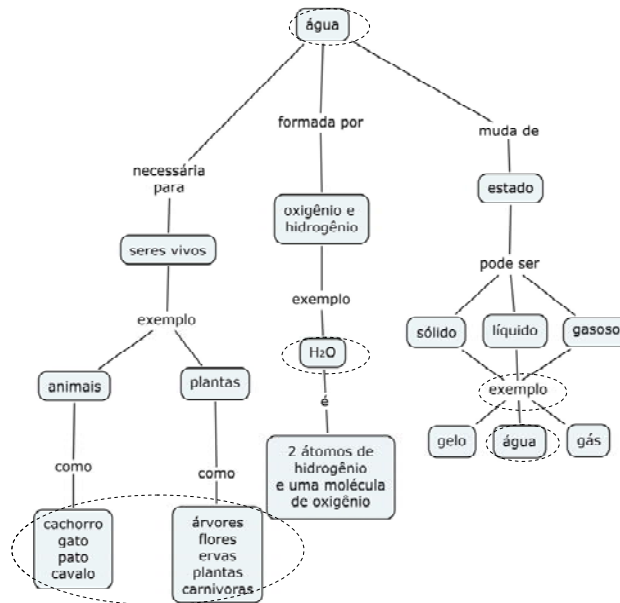 água
formada por
muda de
necessária
para
estado
oxigênio e
hidrogênio
seres vivos
pode ser
exemplo
exemplo
sólido
líquido
gasoso
H2O
animais
plantas
exemplo
é
gelo
água
gás
como
como
2 átomos de
hidrogênio
e uma molécula
de oxigênio
cachorro
gato
pato
cavalo
árvores
flores
ervas
plantas
carnivoras